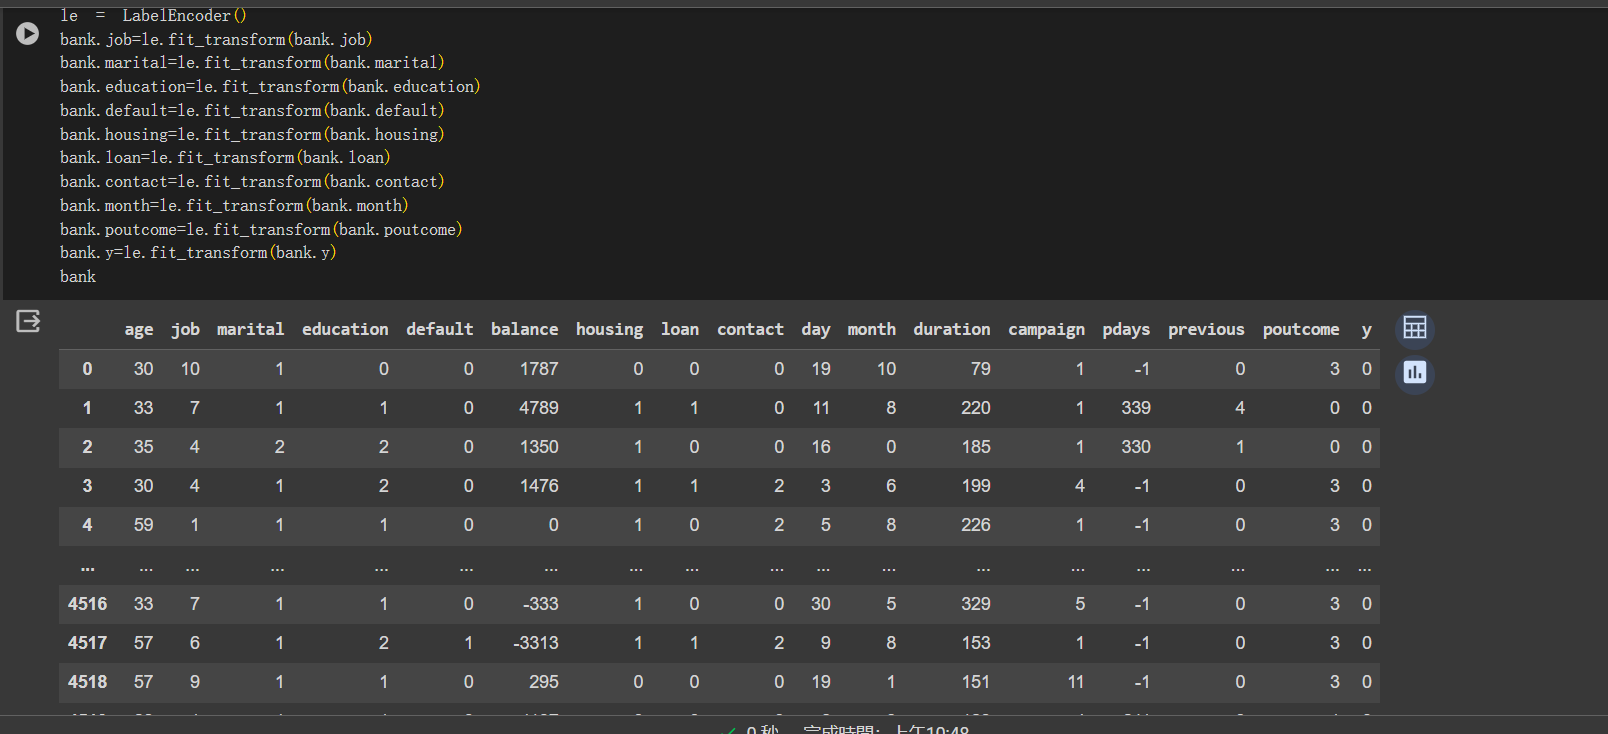 le = LabelEncoder()
bank.job=le.fit_transform(bank.job)
bank.marital=le.fit_transform(bank.marital)
bank.education=le.fit_transform(bank.education)
bank.default=le.fit_transform(bank.default)
bank.housing=le.fit_transform(bank.housing)
bank.loan=le.fit_transform(bank.loan)
bank.contact=le.fit_transform(bank.contact)
bank.month=le.fit_transform(bank.month)
bank.poutcome=le.fit_transform(bank.poutcome)
bank.y=le.fit_transform(bank.y)
bank
age job marital education default balance housing loan contact day month duration campaign pdays previous poutcome y
0 30 10 1 0 0 1787 0 0 0 19 10 79 1 -1 0 3 0
1 33 7 1 1 0 4789 1 1 0 11 8 220 1 339 4 0 0
2 35 4 2 2 0 1350 1 0 0 16 0 185 1 330 1 0 0
3 30 4 1 2 0 1476 1 1 2 3 6 199 4 -1 0 3 0
4 59 1 1 1 0 0 1 0 2 5 8 226 1 -1 0 3 0
... ... ... ... ... ... ... ... ... ... ... ... ... ... ... ... ... ...
4516 33 7 1 1 0 -333 1 0 0 30 5 329 5 -1 0 3 0
4517 57 6 1 2 1 -3313 1 1 2 9 8 153 1 -1 0 3 0
4518 57 9 1 1 0 295 0 0 0 19 1 151 11 -1 0 3 0
0 秒 完成時間：上午10:48